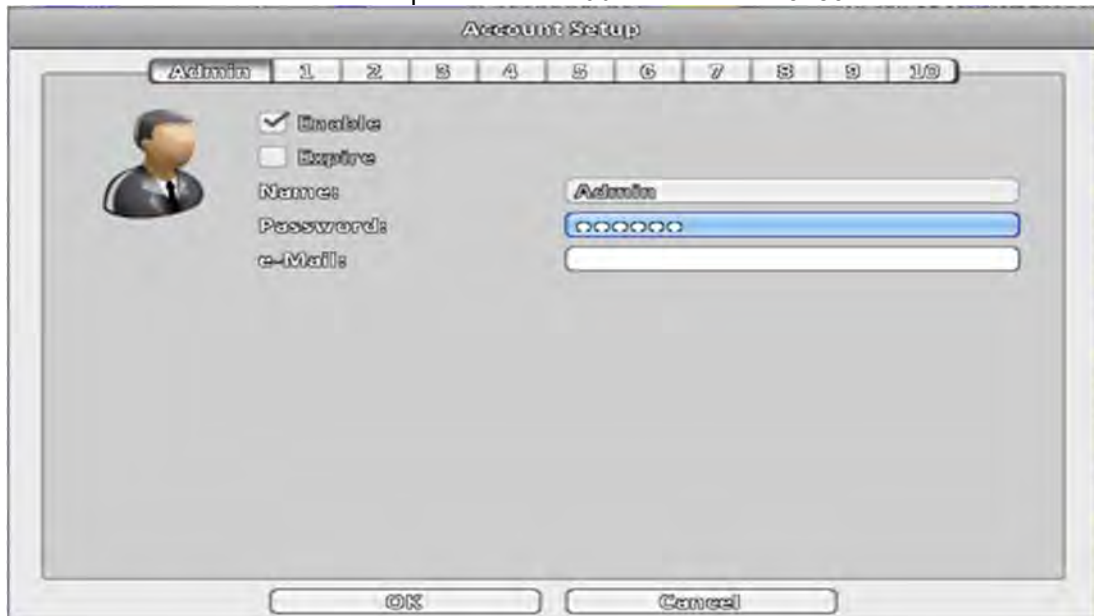 Account Setup
Admin 1 2 3 4 5 6 7 8 9 10
Enable
Expire
Name: Admin
Password:
e-Mail:
OK Cancel